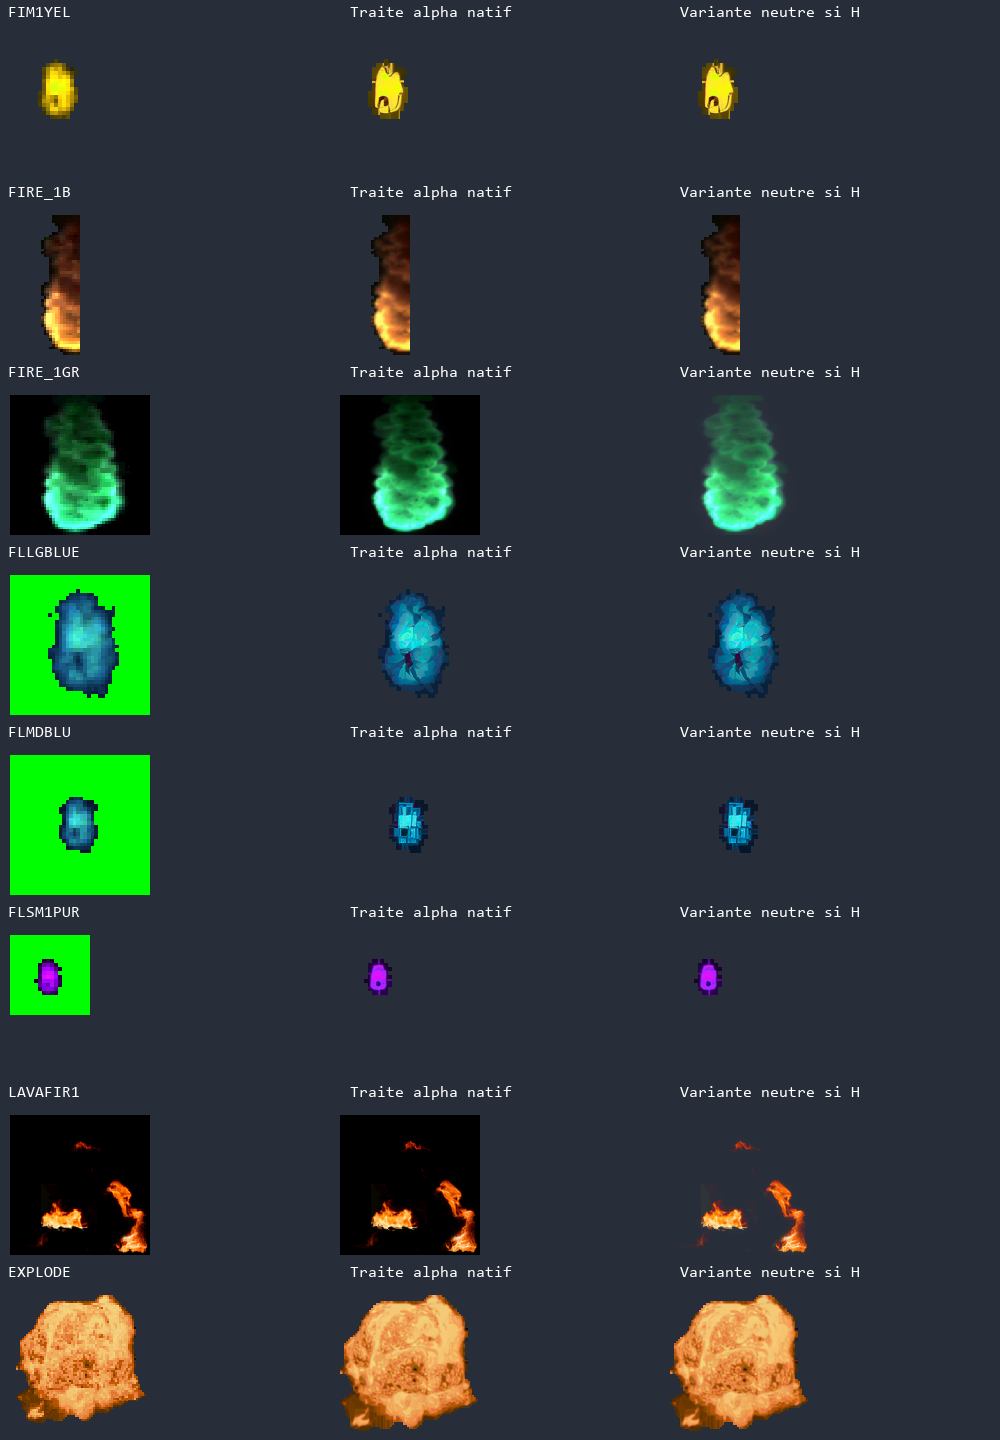 FIM1YEL Traite alpha natif Variante neutre si H
FIRE_1B Traite alpha natif Variante neutre si H
FIRE_1GR Traite alpha natif Variante neutre si H
FLLGBLUE Traite alpha natif Variante neutre si H
FLMDBLU Traite alpha natif Variante neutre si H
FLSM1PUR Traite alpha natif Variante neutre si H
LAVAFIR1 Traite alpha natif Variante neutre si H
EXPLODE Traite alpha natif Variante neutre si H